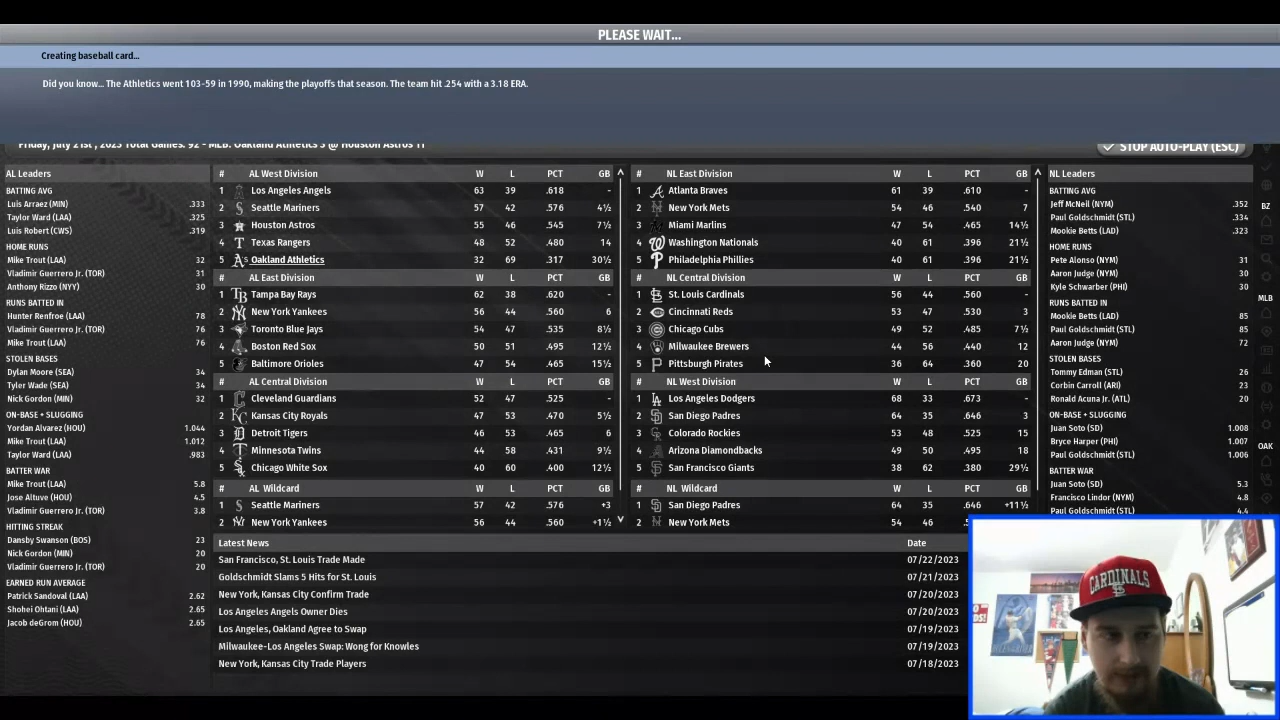 PLEASE WAIT...
Creating baseball card...
Did you know... The Athletics went 103-59 in 1990, making the playoffs that season. The team hit .254 with a 3.18 ERA.
Friday, July 21st , 2023 Total Games: 92 - MLB: Oakland Athletics 3 @ Houston Astros 11
STOP AUTO-PLAY (ESC)
AL Leaders
BATTING AVG
Luis Arraez (MIN) .333
Taylor Ward (LAA) .325
Luis Robert (CWS) .319
HOME RUNS
Mike Trout (LAA) 32
Vladimir Guerrero Jr.(TOR) 31
Anthony Rizzo (NYY) 30
RUNS BATTED IN
Hunter Renfroe (LAA) 78
Vladimir Guerrero Jr.(TOR) 76
Mike Trout (LAA) 76
STOLEN BASES
Dylan Moore (SEA) 34
Tyler Wade (SEA) 34
Nick Gordon (MIN) 32
ON-BASE + SLUGGING
Yordan Alvarez (HOU) 1.044
Mike Trout (LAA) 1.012
Taylor Ward (LAA) .983
BATTER WAR
Mike Trout (LAA) 5.8
Jose Altuve (HOU) 4.5
Vladimir Guerrero Jr.(TOR) 3.8
HITTING STREAK
Dansby Swanson (BOS) 23
Nick Gordon (MIN) 20
Vladimir Guerrero Jr.(TOR) 20
EARNED RUN AVERAGE
Patrick Sandoval (LAA) 2.62
Shohei Ohtani (LAA) 2.65
Jacob deGrom (HOU) 2.65
# AL West Division W L PCT GB
1 Los Angeles Angels 63 39 .618 -
2 Seattle Mariners 57 42 .576 4½
3 Houston Astros 55 46 .545 7½
4 Texas Rangers 48 52 .480 14
5 Oakland Athletics 32 69 .317 30½
# AL East Division W L PCT GB
1 Tampa Bay Rays 62 38 .620 -
2 New York Yankees 56 44 .560 6
3 Toronto Blue Jays 54 47 .535 8½
4 Boston Red Sox 50 51 .495 12½
5 Baltimore Orioles 47 54 .465 15½
# AL Central Division W L PCT GB
1 Cleveland Guardians 52 47 .525 -
2 Kansas City Royals 47 53 .470 5½
3 Detroit Tigers 46 53 .465 6
4 Minnesota Twins 44 58 .431 9½
5 Chicago White Sox 40 60 .400 12½
# AL Wildcard W L PCT GB
1 Seattle Mariners 57 42 .576 +3
2 New York Yankees 56 44 .560 +1½
# NL East Division W L PCT GB
1 Atlanta Braves 61 39 .610 -
2 New York Mets 54 46 .540 7
3 Miami Marlins 47 54 .465 14½
4 Washington Nationals 40 61 .396 21½
5 Philadelphia Phillies 40 61 .396 21½
# NL Central Division W L PCT GB
1 St. Louis Cardinals 56 44 .560 -
2 Cincinnati Reds 53 47 .530 3
3 Chicago Cubs 49 52 .485 7½
4 Milwaukee Brewers 44 56 .440 12
5 Pittsburgh Pirates 36 64 .360 20
# NL West Division W L PCT GB
1 Los Angeles Dodgers 68 33 .673 -
2 San Diego Padres 64 35 .646 3
3 Colorado Rockies 53 48 .525 15
4 Arizona Diamondbacks 49 50 .495 18
5 San Francisco Giants 38 62 .380 29½
# NL Wildcard W L PCT GB
1 San Diego Padres 64 35 .646 +11½
2 New York Mets 54 46
NL Leaders
BATTING AVG
Jeff McNeil (NYM) .352
Paul Goldschmidt (STL) .334
Mookie Betts (LAD) .323
HOME RUNS
Pete Alonso (NYM) 31
Aaron Judge (NYM) 30
Kyle Schwarber (PHI) 30
RUNS BATTED IN
Mookie Betts (LAD) 85
Paul Goldschmidt (STL) 85
Aaron Judge (NYM) 72
STOLEN BASES
Tommy Edman (STL) 26
Corbin Carroll (ARI) 23
Ronald Acuna Jr.(ATL) 20
ON-BASE + SLUGGING
Juan Soto (SD) 1.008
Bryce Harper (PHI) 1.007
Paul Goldschmidt (STL) 1.006
BATTER WAR
Juan Soto (SD) 5.3
Francisco Lindor (NYM) 4.8
Paul Goldschmidt (STL) 4.4
BZ
MLB
OAK
Latest News Date
San Francisco, St. Louis Trade Made 07/22/2023
Goldschmidt Slams 5 Hits for St. Louis 07/21/2023
New York, Kansas City Confirm Trade 07/20/2023
Los Angeles Angels Owner Dies 07/20/2023
Los Angeles, Oakland Agree to Swap 07/19/2023
Milwaukee-Los Angeles Swap: Wong for Knowles 07/19/2023
New York, Kansas City Trade Players 07/18/2023
CARDINALS